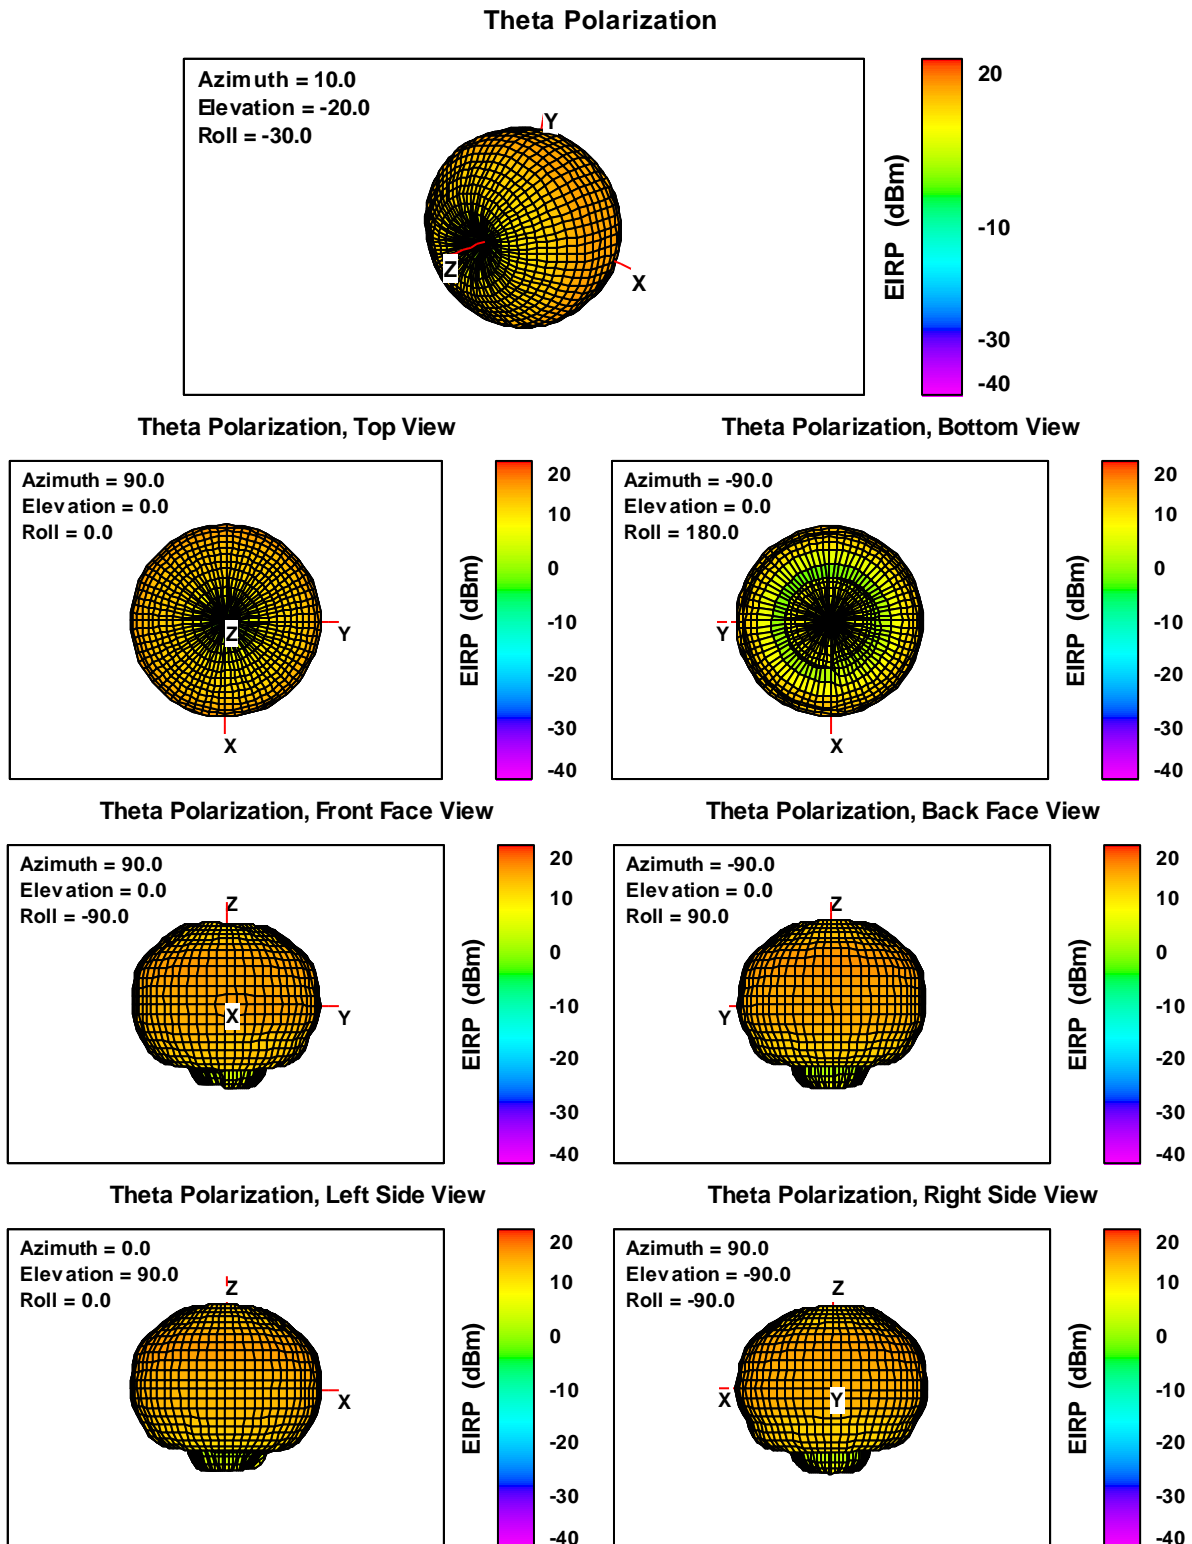 Theta Polarization
Azimuth = 10.0
Elevation = -20.0
Roll = -30.0
Y
Z
X
EIRP (dBm)
20
-10
-30
-40
Theta Polarization, Top View
Azimuth = 90.0
Elevation = 0.0
Roll = 0.0
Z
Y
X
EIRP (dBm)
20
10
0
-10
-20
-30
-40
Theta Polarization, Bottom View
Azimuth = -90.0
Elevation = 0.0
Roll = 180.0
Y
X
EIRP (dBm)
20
10
0
-10
-20
-30
-40
Theta Polarization, Front Face View
Azimuth = 90.0
Elevation = 0.0
Roll = -90.0
Z
X
Y
EIRP (dBm)
20
10
0
-10
-20
-30
-40
Theta Polarization, Back Face View
Azimuth = -90.0
Elevation = 0.0
Roll = 90.0
Z
Y
EIRP (dBm)
20
10
0
-10
-20
-30
-40
Theta Polarization, Left Side View
Azimuth = 0.0
Elevation = 90.0
Roll = 0.0
Z
X
EIRP (dBm)
20
10
0
-10
-20
-30
-40
Theta Polarization, Right Side View
Azimuth = 90.0
Elevation = -90.0
Roll = -90.0
Z
X
Y
EIRP (dBm)
20
10
0
-10
-20
-30
-40